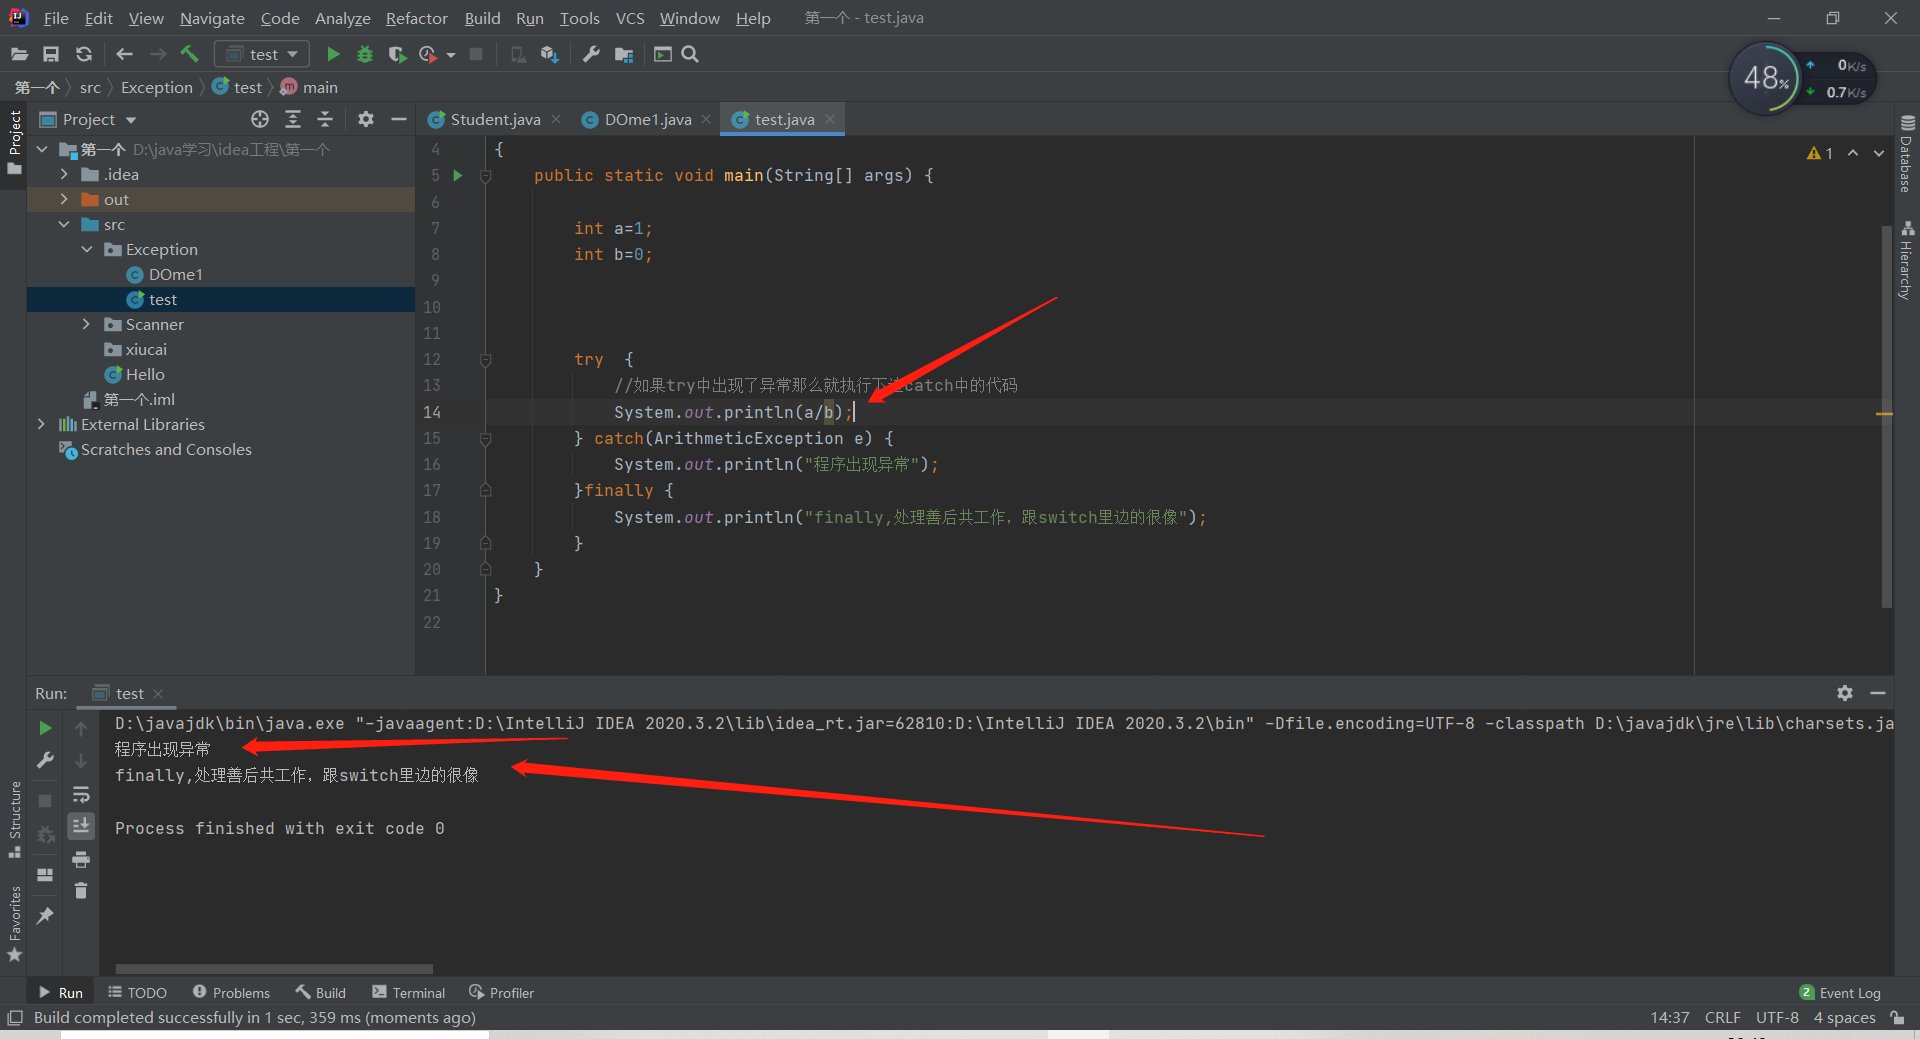 File Edit View Navigate Code Analyze Refactor Build Run Tools VCS Window Help 第一个 - test.java
test
第一个 src Exception test main
48% 0K/s
0.7K/s
Project
Student.java DOme1.java test.java
第一个 D:\java学习\idea工程\第一个
.idea
out
src
Exception
DOme1
test
Scanner
xiucai
Hello
第一个.iml
External Libraries
Scratches and Consoles
Project
Structure
Favorites
Database
Hierarchy
1
4 {
5 public static void main(String[] args) {
6
7 int a=1;
8 int b=0;
9
10
11
12 try {
13 //如果try中出现了异常那么就执行下边catch中的代码
14 System.out.println(a/b);
15 } catch(ArithmeticException e) {
16 System.out.println("程序出现异常");
17 }finally {
18 System.out.println("finally,处理善后共工作，跟switch里边的很像");
19 }
20 }
21 }
22
Run: test
D:\javajdk\bin\java.exe "-javaagent:D:\IntelliJ IDEA 2020.3.2\lib\idea_rt.jar=62810:D:\IntelliJ IDEA 2020.3.2\bin" -Dfile.encoding=UTF-8 -classpath D:\javajdk\jre\lib\charsets.ja
程序出现异常
finally,处理善后共工作，跟switch里边的很像
Process finished with exit code 0
Run TODO Problems Build Terminal Profiler 2 Event Log
Build completed successfully in 1 sec, 359 ms (moments ago) 14:37 CRLF UTF-8 4 spaces